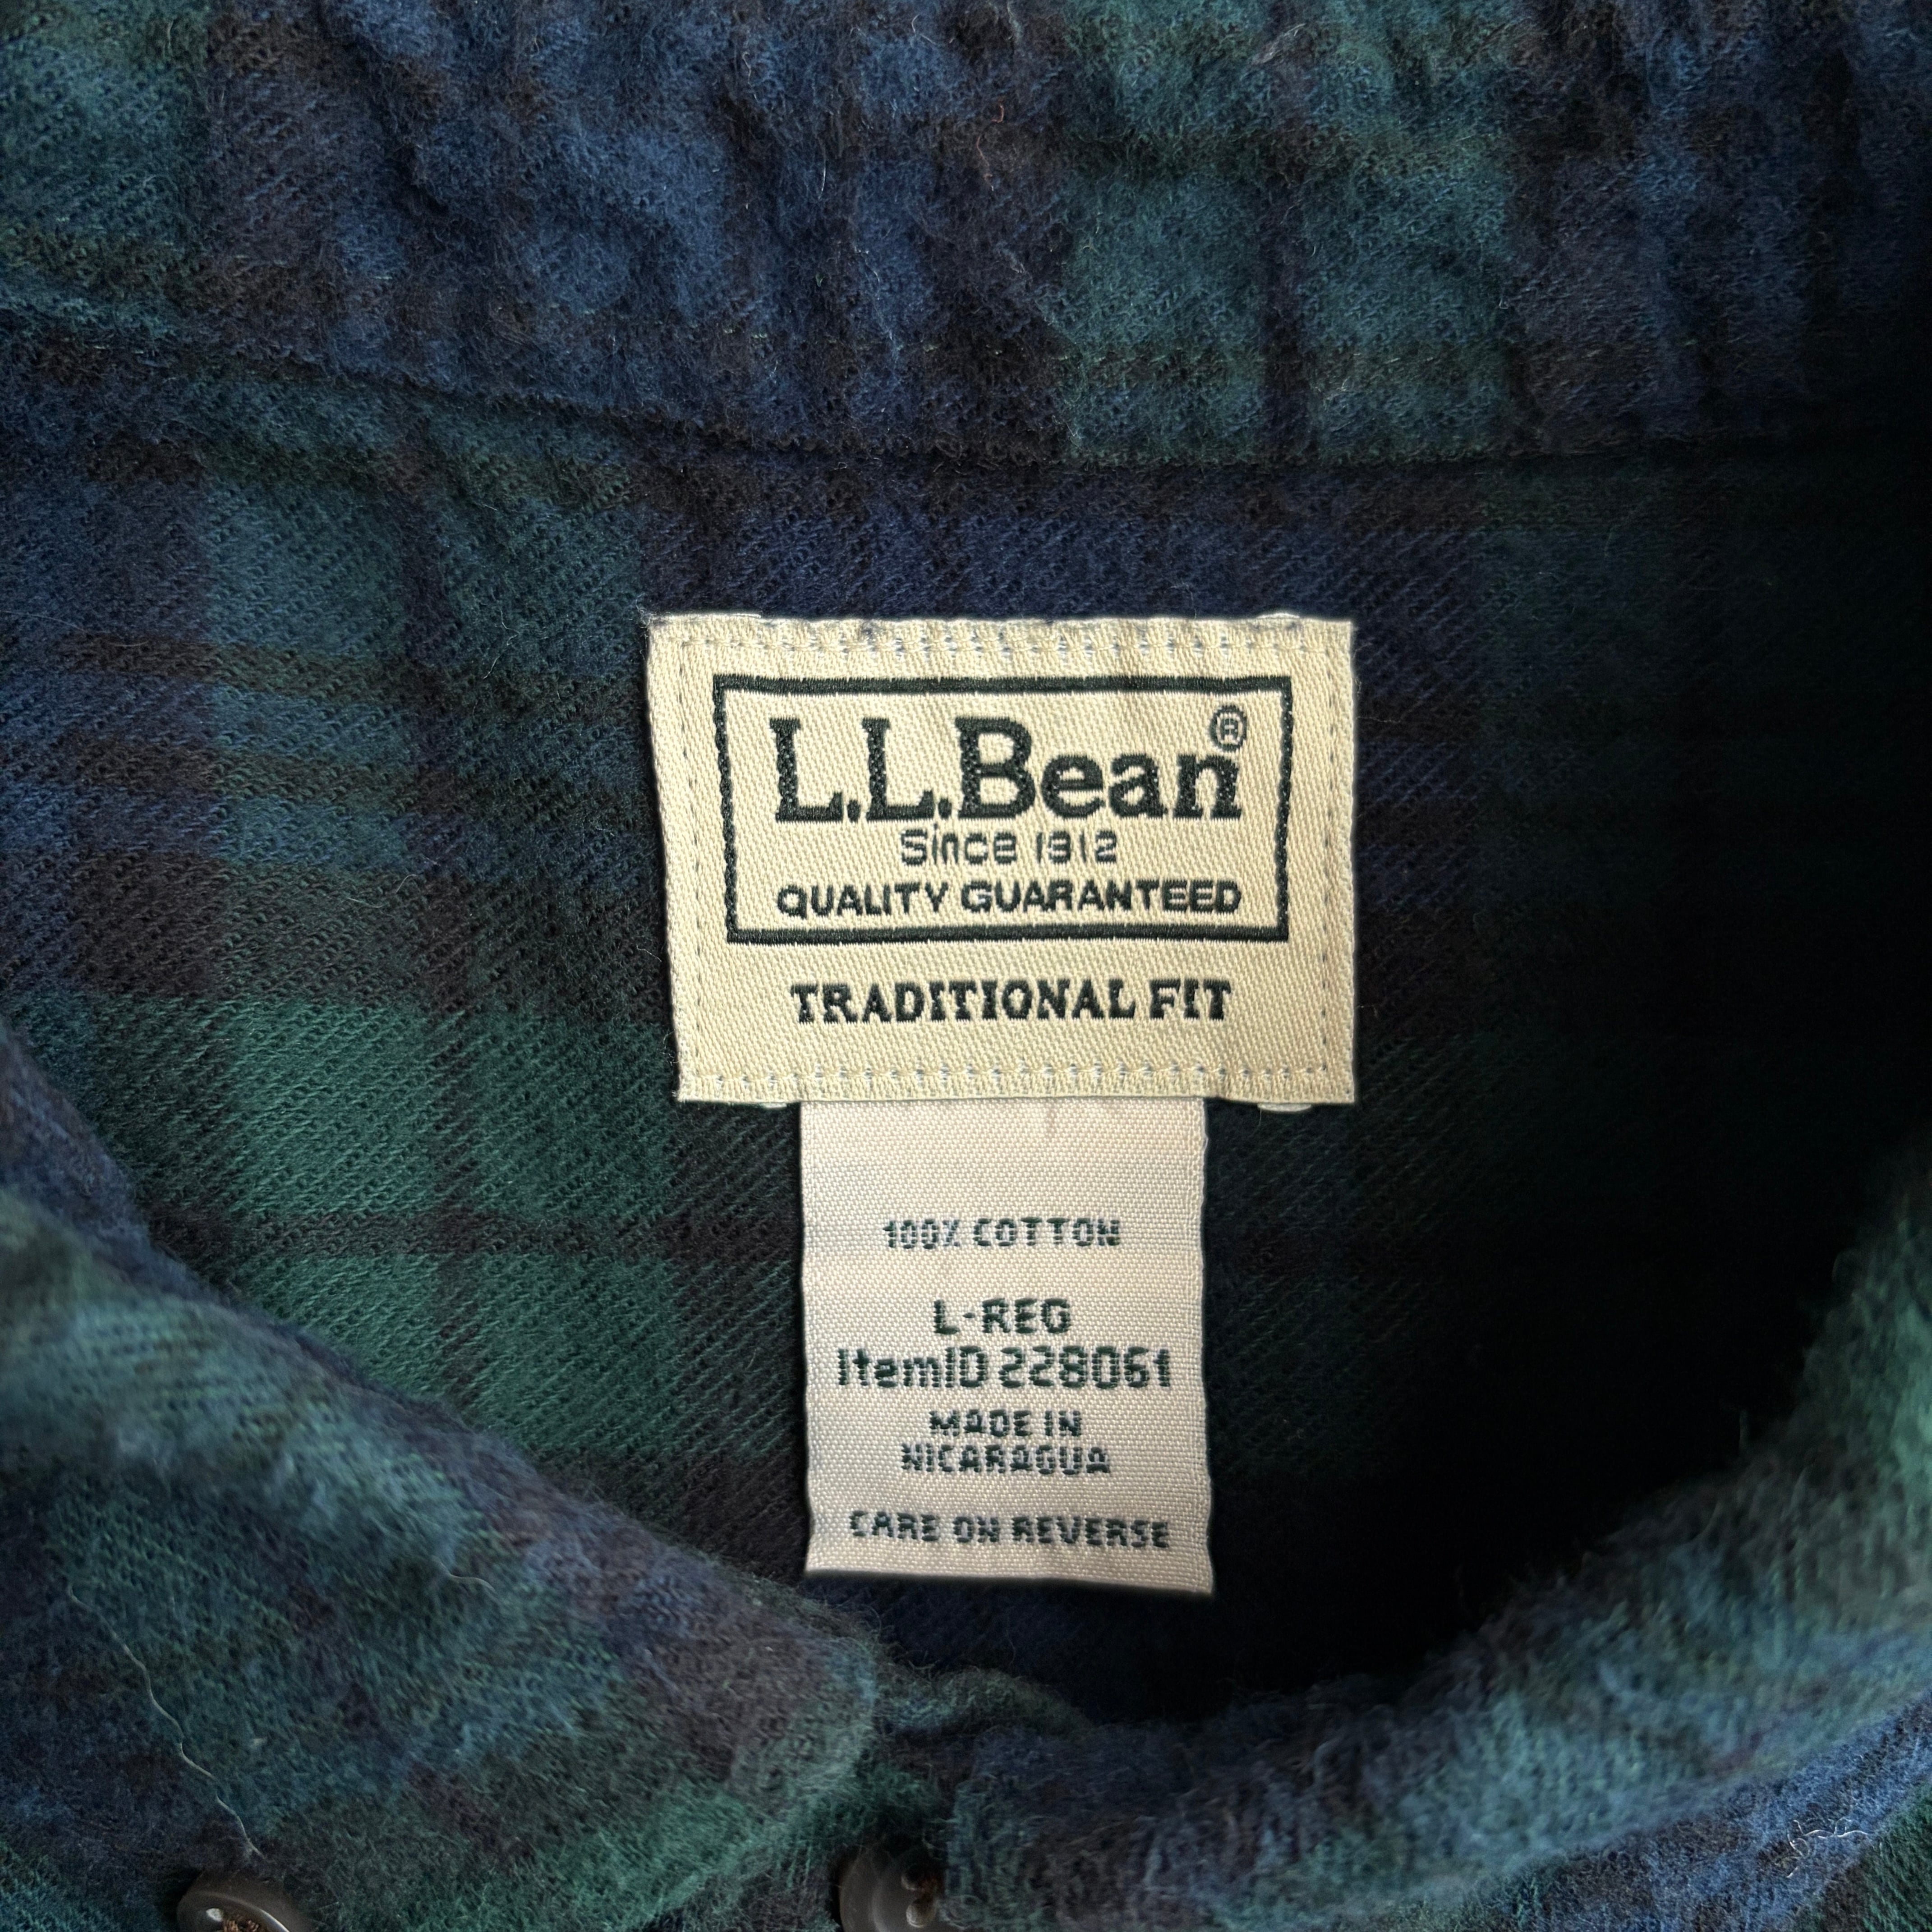 L.L.Bean®
Since 1912
QUALITY GUARANTEED
TRADITIONAL FIT
100% COTTON
L-REG
ItemID 228061
MADE IN
NICARAGUA
CARE ON REVERSE